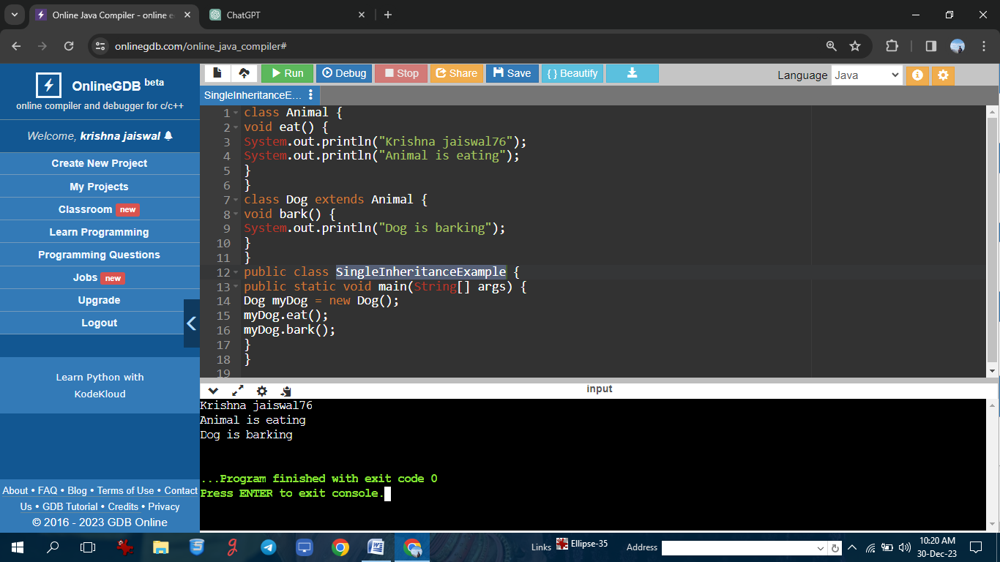 Online Java Compiler - online e
ChatGPT
onlinegdb.com/online_java_compiler#
OnlineGDB beta
online compiler and debugger for c/c++
Welcome, krishna jaiswal
Create New Project
My Projects
Classroom new
Learn Programming
Programming Questions
Jobs new
Upgrade
Logout
Learn Python with
KodeKloud
About • FAQ • Blog • Terms of Use • Contact
Us • GDB Tutorial • Credits • Privacy
© 2016 - 2023 GDB Online
Run Debug Stop Share Save { } Beautify
Language Java
SingleInheritanceE...
1 class Animal {
2 void eat() {
3 System.out.println("Krishna jaiswal76");
4 System.out.println("Animal is eating");
5 }
6 }
7 class Dog extends Animal {
8 void bark() {
9 System.out.println("Dog is barking");
10 }
11 }
12 public class SingleInheritanceExample {
13 public static void main(String[] args) {
14 Dog myDog = new Dog();
15 myDog.eat();
16 myDog.bark();
17 }
18 }
19
input
Krishna jaiswal76
Animal is eating
Dog is barking
...Program finished with exit code 0
Press ENTER to exit console.
Links Ellipse-35 Address
10:20 AM
30-Dec-23